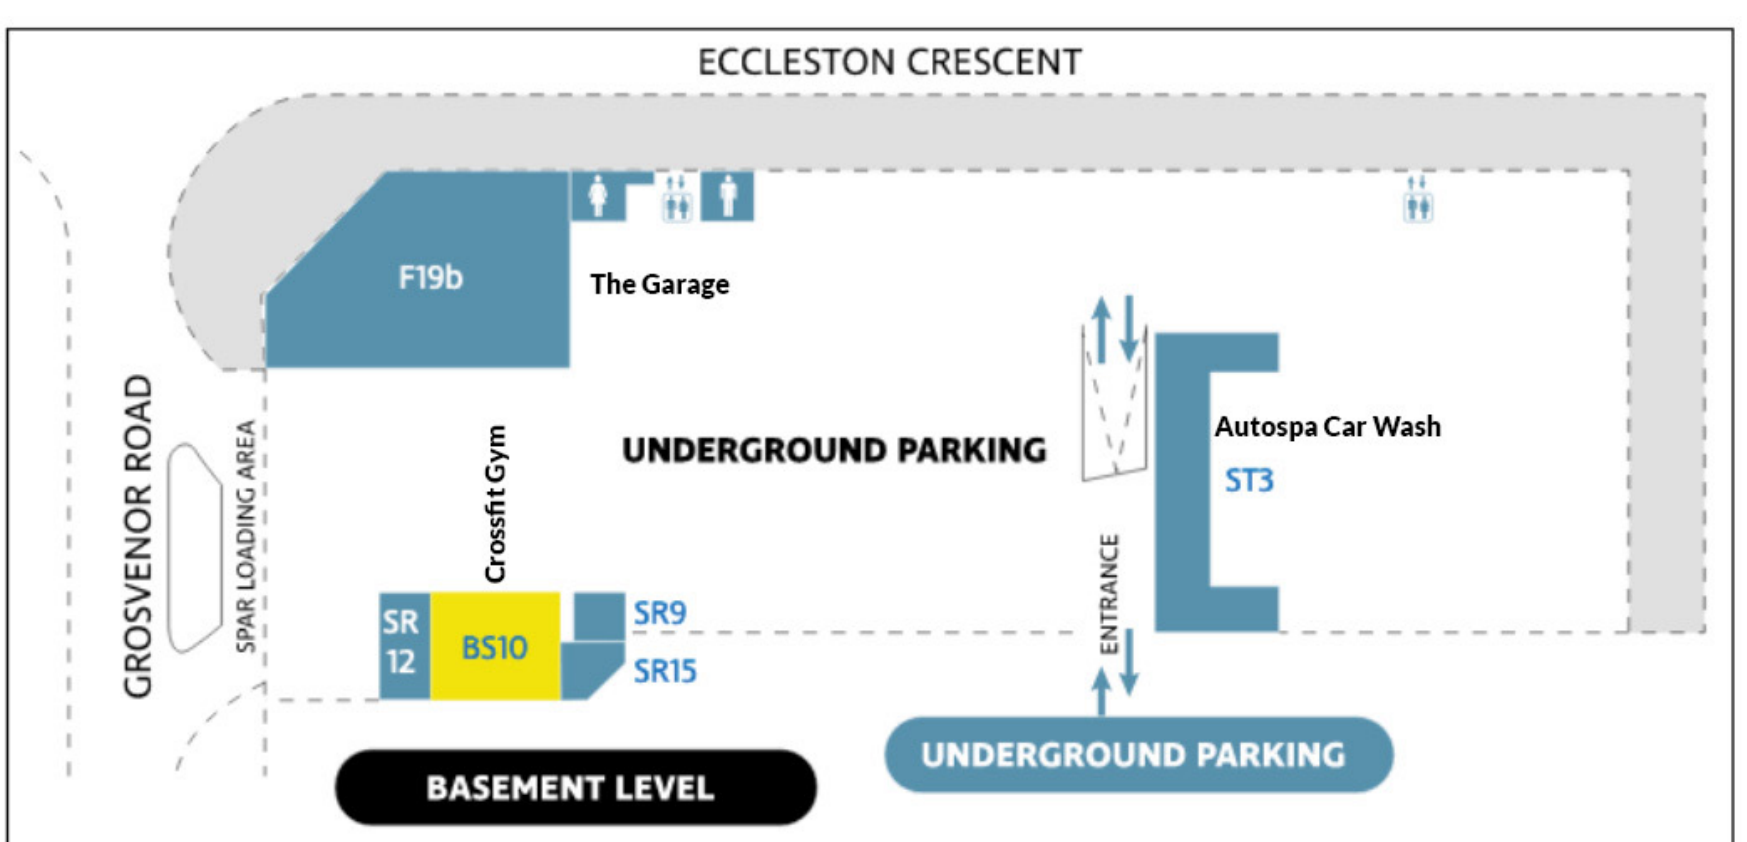 ECCLESTON CRESCENT
F19b
The Garage
GROSVENOR ROAD
SPAR LOADING AREA
Crossfit Gym
UNDERGROUND PARKING
Autospa Car Wash
ST3
ENTRANCE
SR
12
BS10
SR9
SR15
UNDERGROUND PARKING
BASEMENT LEVEL